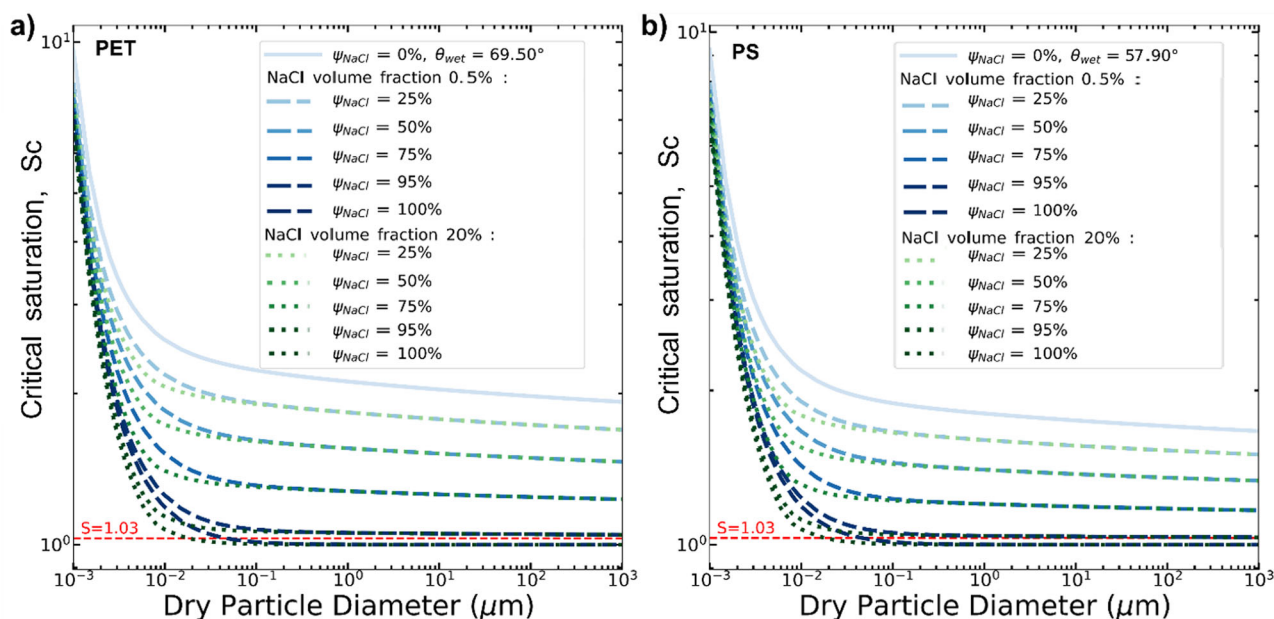 a)
PET
ψNaCl = 0%, θwet = 69.50°
NaCl volume fraction 0.5% :
ψNaCl = 25%
ψNaCl = 50%
ψNaCl = 75%
ψNaCl = 95%
ψNaCl = 100%
NaCl volume fraction 20% :
ψNaCl = 25%
ψNaCl = 50%
ψNaCl = 75%
ψNaCl = 95%
ψNaCl = 100%
Critical saturation, Sc
10¹
10⁰
S=1.03
10⁻³ 10⁻² 10⁻¹ 10⁰ 10¹ 10² 10³
Dry Particle Diameter (μm)
b)
PS
ψNaCl = 0%, θwet = 57.90°
NaCl volume fraction 0.5% :
ψNaCl = 25%
ψNaCl = 50%
ψNaCl = 75%
ψNaCl = 95%
ψNaCl = 100%
NaCl volume fraction 20% :
ψNaCl = 25%
ψNaCl = 50%
ψNaCl = 75%
ψNaCl = 95%
ψNaCl = 100%
Critical saturation, Sc
10¹
10⁰
S=1.03
10⁻³ 10⁻² 10⁻¹ 10⁰ 10¹ 10² 10³
Dry Particle Diameter (μm)